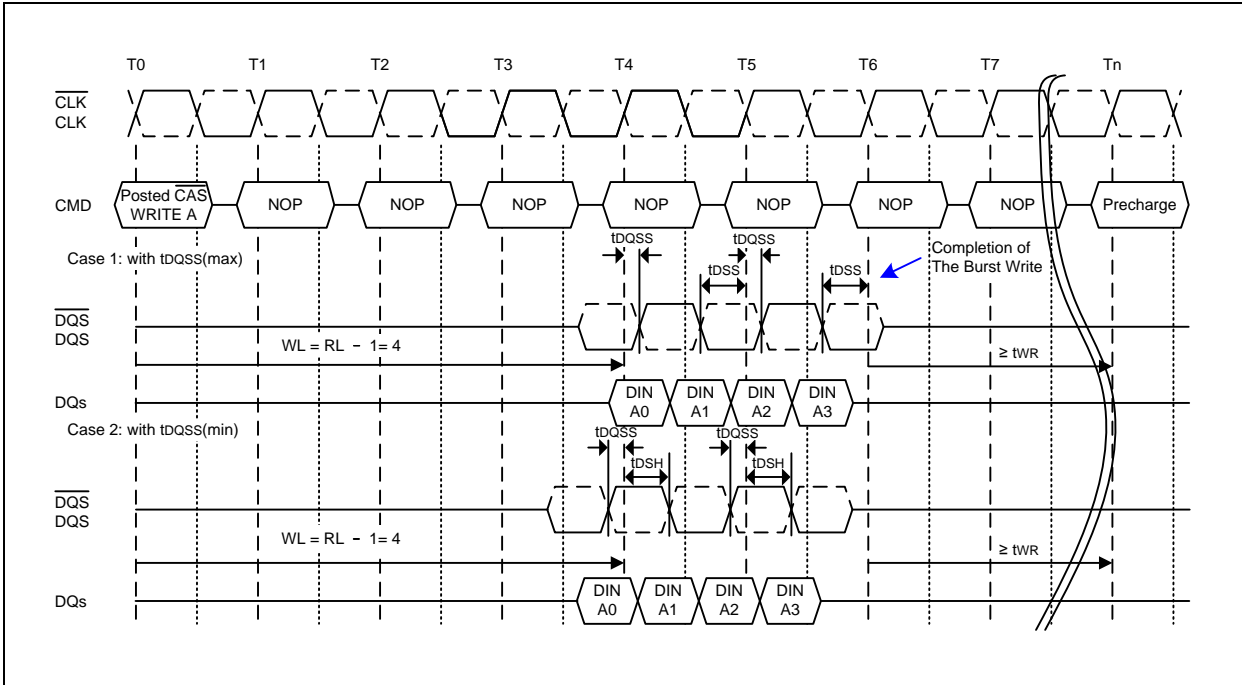 T0 T1 T2 T3 T4 T5 T6 T7 Tn
CLK
CLK
CMD
Posted CAS
WRITE A
NOP NOP NOP NOP NOP NOP NOP Precharge
tDQSS tDQSS
Case 1: with tDQSS(max)
Completion of
The Burst Write
tDSS tDSS
DQS
DQS
WL = RL − 1= 4
≥ tWR
DQs
DIN
A0
DIN
A1
DIN
A2
DIN
A3
Case 2: with tDQSS(min)
tDQSS tDQSS
tDSH tDSH
DQS
DQS
WL = RL − 1= 4
≥ tWR
DQs
DIN
A0
DIN
A1
DIN
A2
DIN
A3